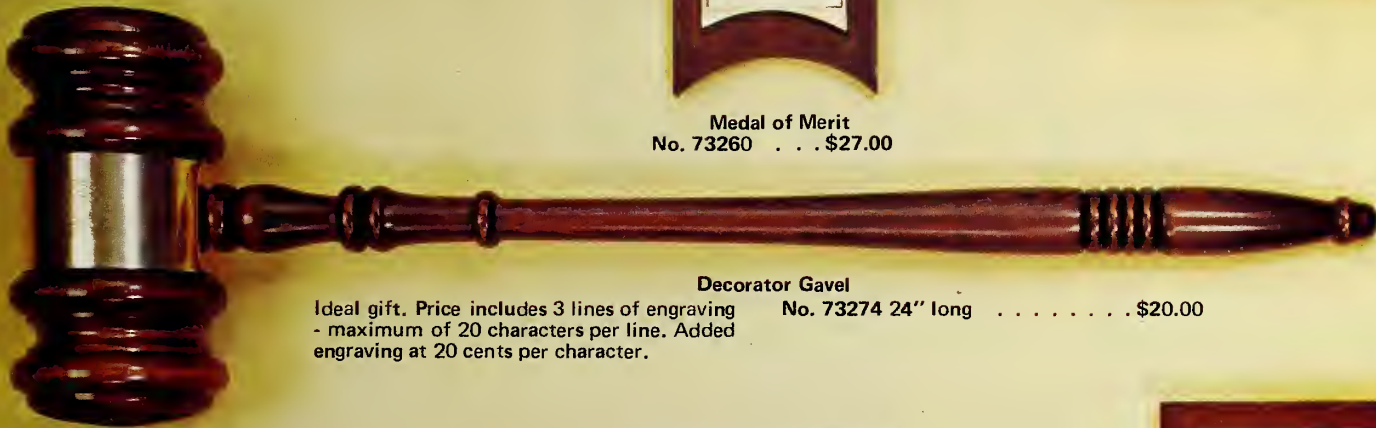 Medal of Merit
No. 73260 . . . $27.00
Decorator Gavel
Ideal gift. Price includes 3 lines of engraving
- maximum of 20 characters per line. Added
engraving at 20 cents per character.
No. 73274 24″ long . . . . . . . . $20.00